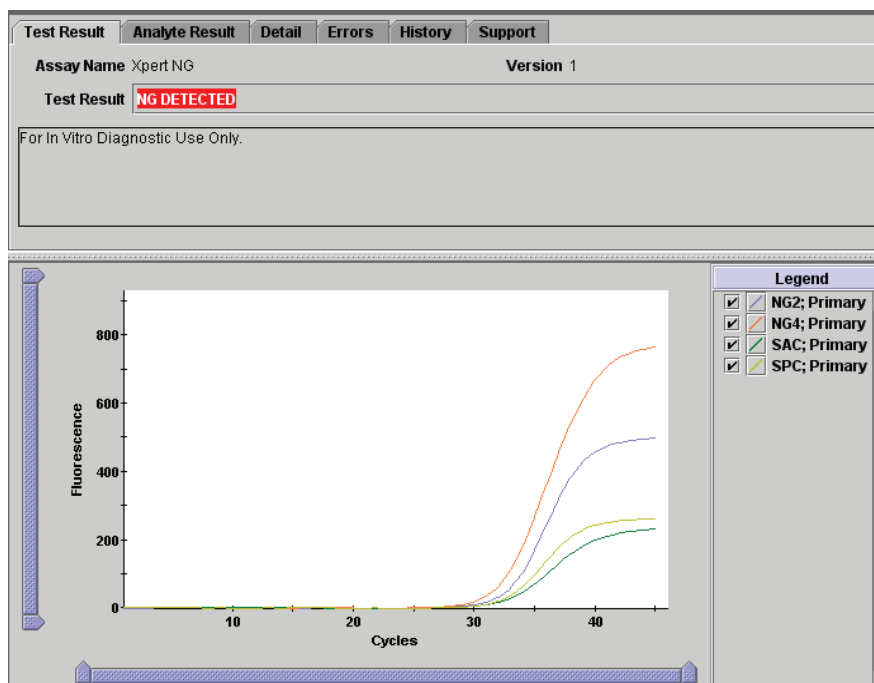 Test Result Analyte Result Detail Errors History Support
Assay Name Xpert NG Version 1
Test Result NG DETECTED
For In Vitro Diagnostic Use Only.
Legend
NG2; Primary
NG4; Primary
SAC; Primary
SPC; Primary
800
600
Fluorescence
400
200
0
10 20 30 40
Cycles